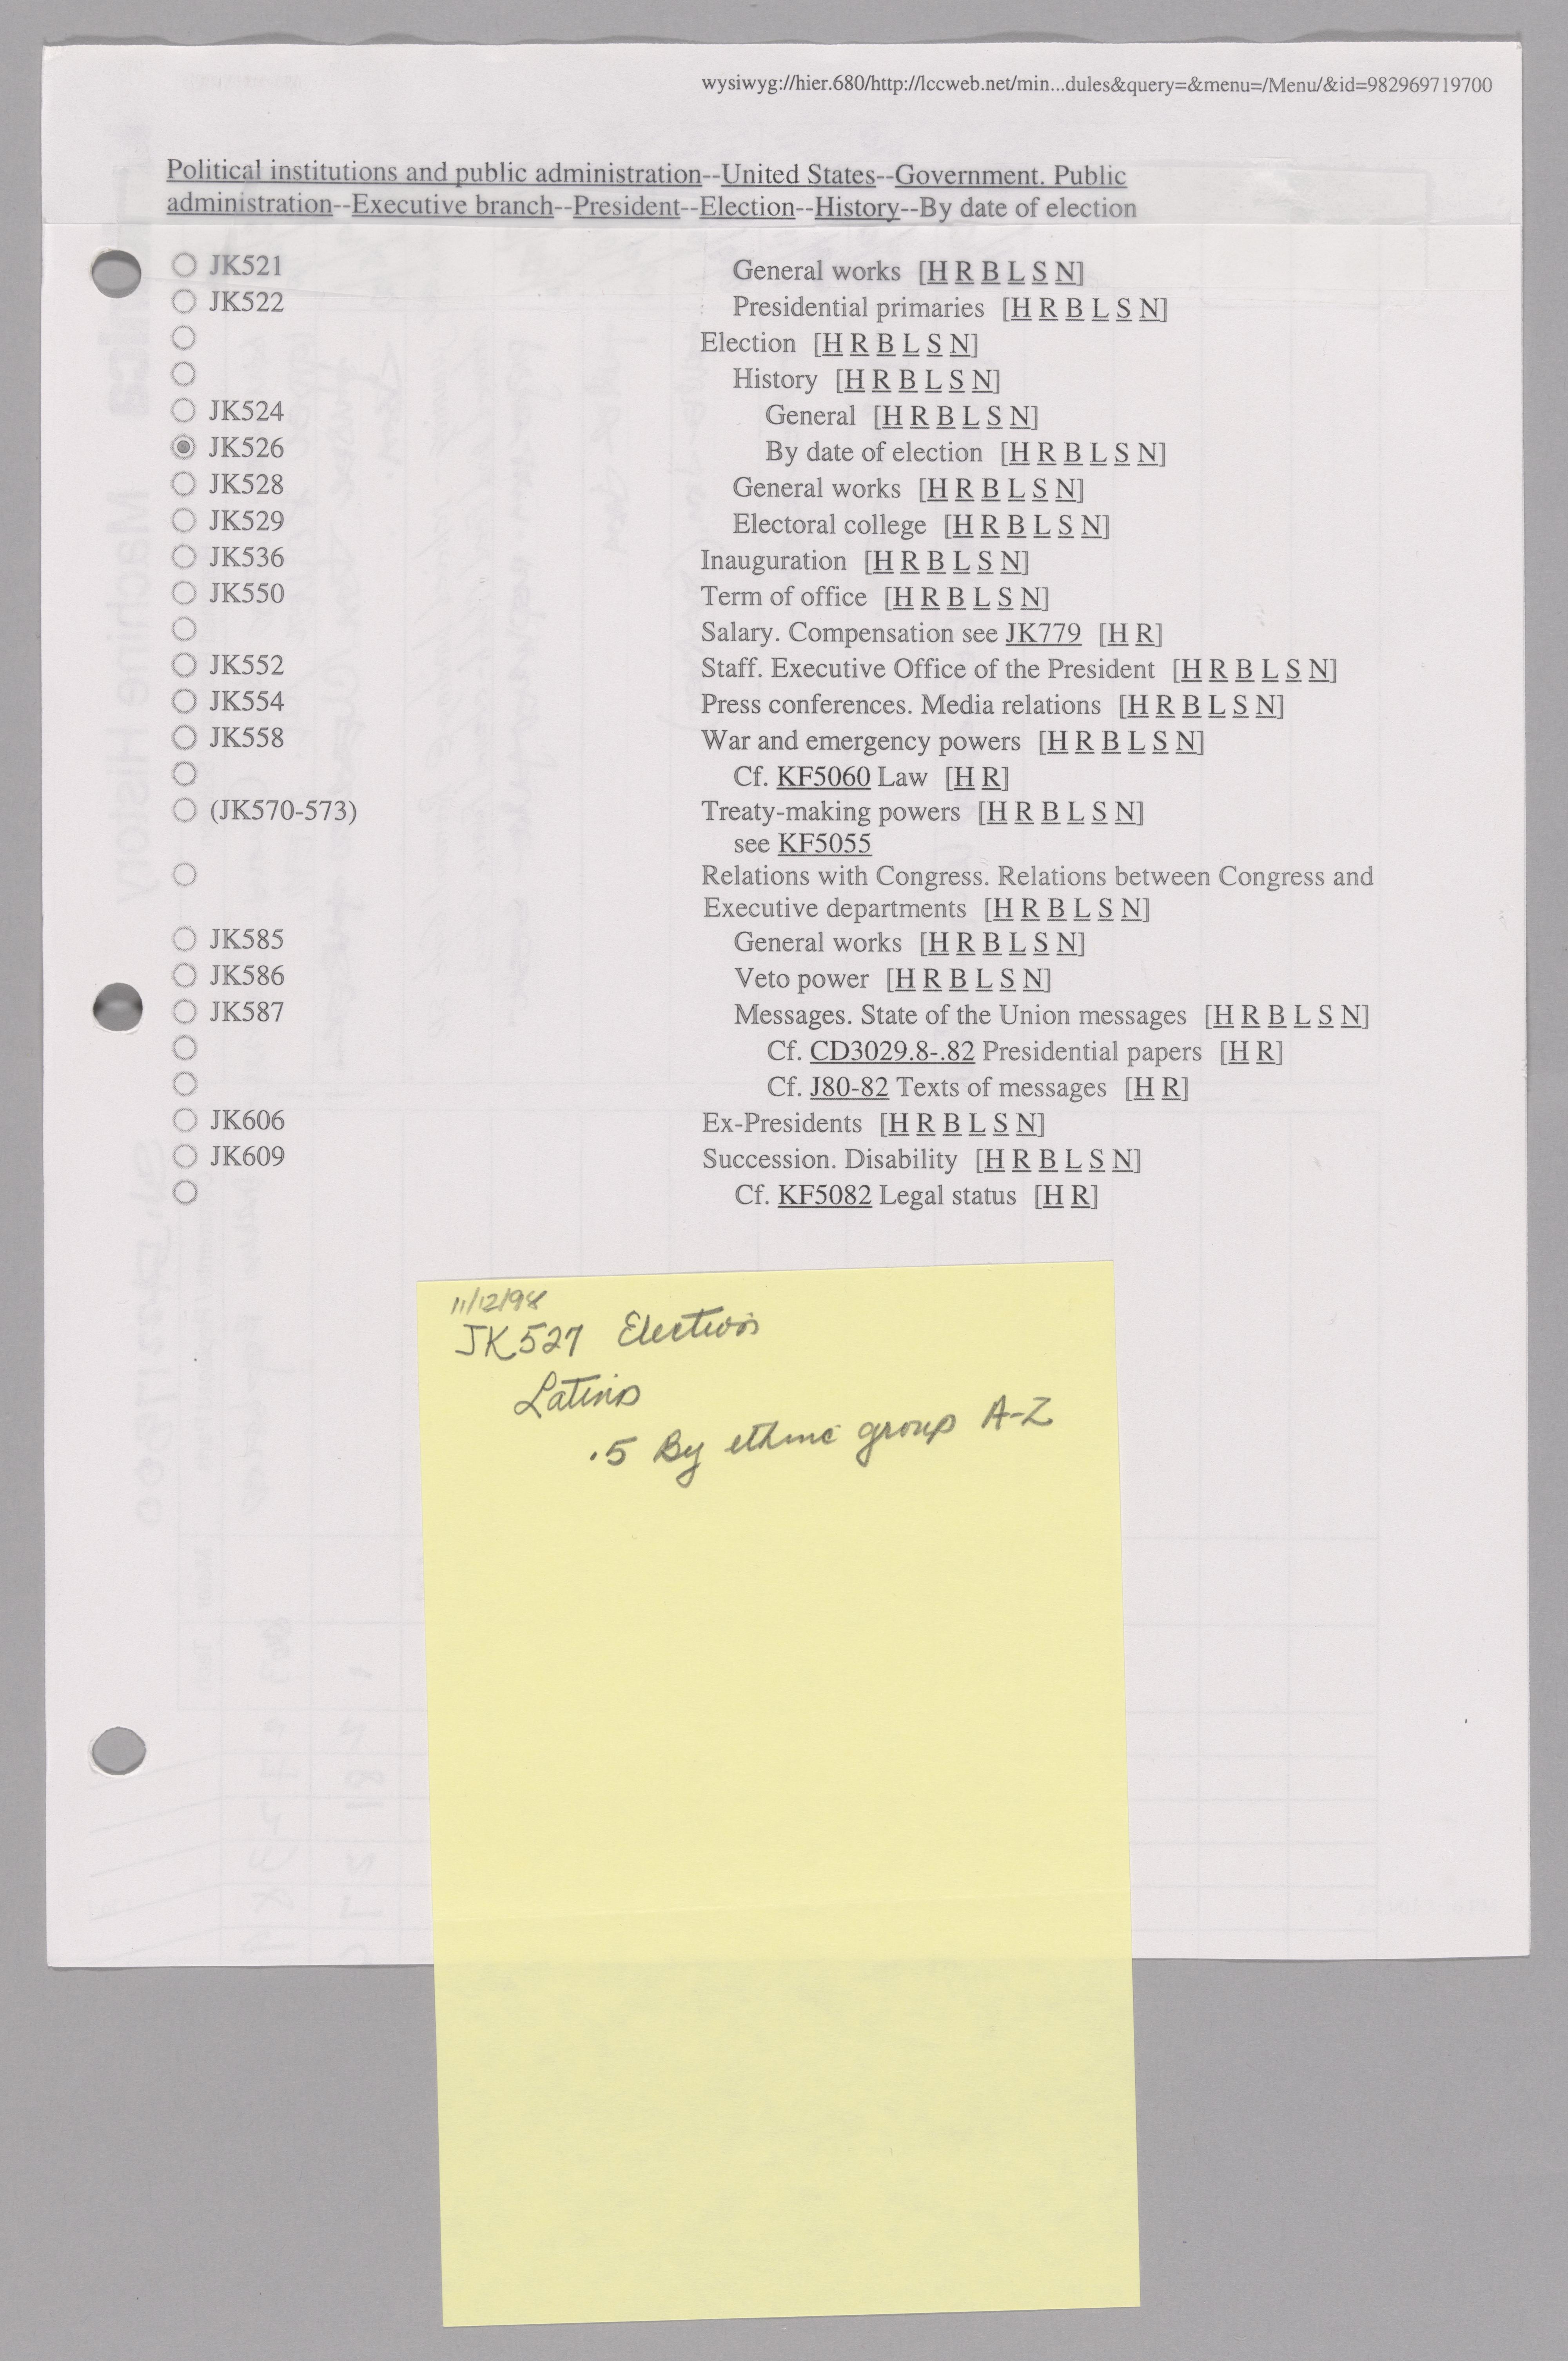 wysiwyg://hier.680/http://lccweb.net/min...dules&query=&menu=/Menu/&id=982969719700
Political institutions and public administration--United States--Government. Public
administration--Executive branch--President--Election--History--By date of election
JK521 General works [H R B L S N]
JK522 Presidential primaries [H R B L S N]
Election [H R B L S N]
History [H R B L S N]
JK524 General [H R B L S N]
JK526 By date of election [H R B L S N]
JK528 General works [H R B L S N]
JK529 Electoral college [H R B L S N]
JK536 Inauguration [H R B L S N]
JK550 Term of office [H R B L S N]
Salary. Compensation see JK779 [H R]
JK552 Staff. Executive Office of the President [H R B L S N]
JK554 Press conferences. Media relations [H R B L S N]
JK558 War and emergency powers [H R B L S N]
Cf. KF5060 Law [H R]
(JK570-573) Treaty-making powers [H R B L S N]
see KF5055
Relations with Congress. Relations between Congress and
Executive departments [H R B L S N]
JK585 General works [H R B L S N]
JK586 Veto power [H R B L S N]
JK587 Messages. State of the Union messages [H R B L S N]
Cf. CD3029.8-.82 Presidential papers [H R]
Cf. J80-82 Texts of messages [H R]
JK606 Ex-Presidents [H R B L S N]
JK609 Succession. Disability [H R B L S N]
Cf. KF5082 Legal status [H R]
11/12/98
JK527 Elections
Latinos
.5 By ethnic group A-Z